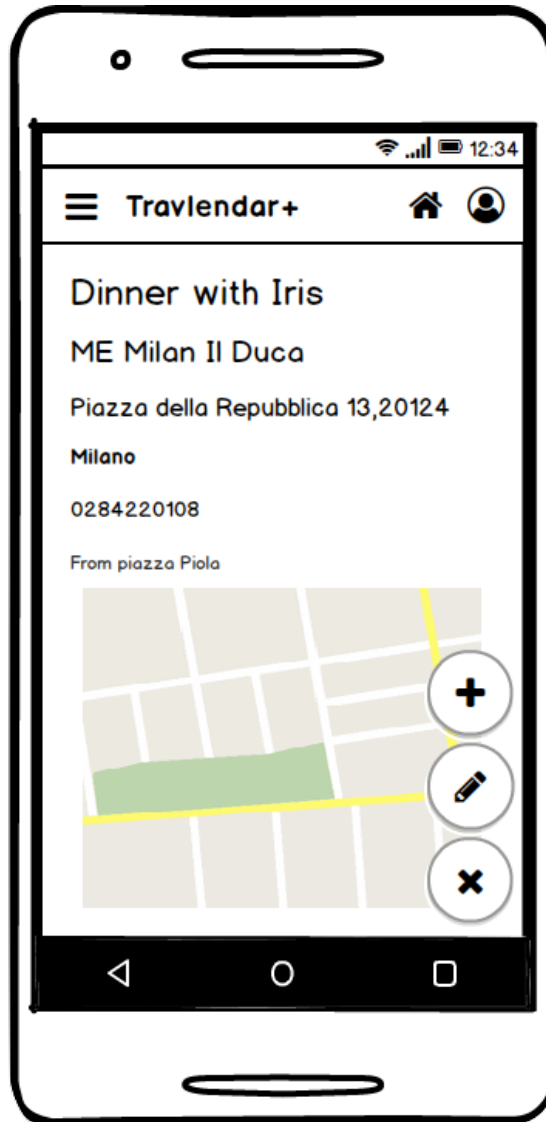 12:34
Travlendar+
Dinner with Iris
ME Milan Il Duca
Piazza della Repubblica 13,20124
Milano
0284220108
From piazza Piola